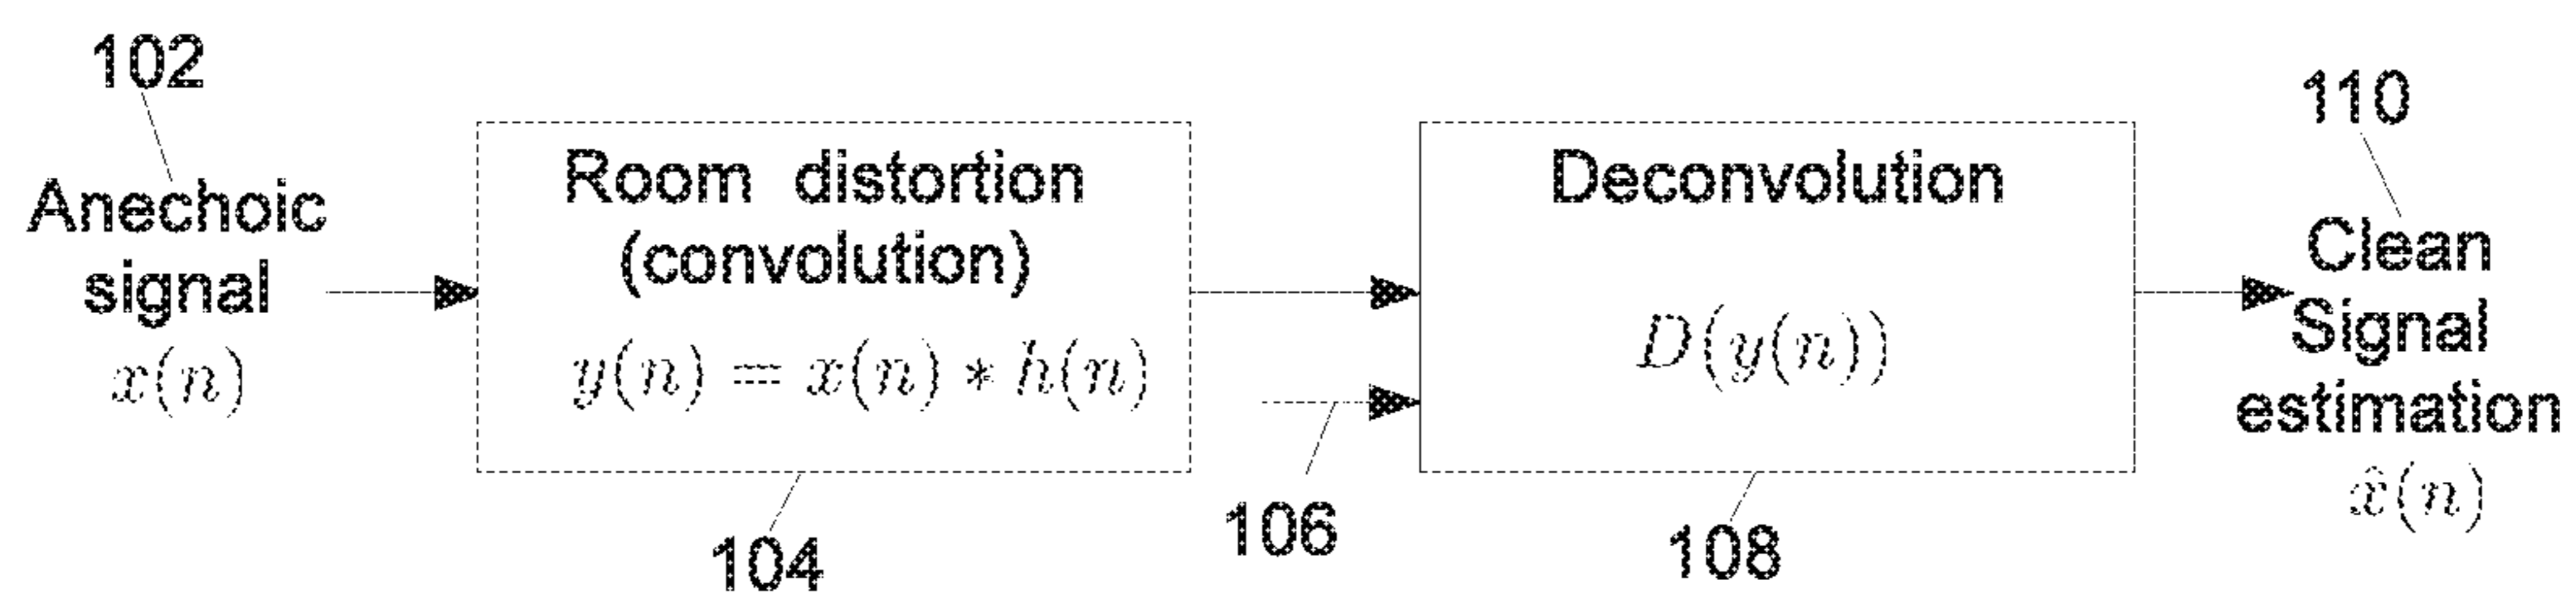 102
Anechoic
signal
x(n)
Room distortion
(convolution)
y(n) = x(n) * h(n)
104
106
Deconvolution
D(y(n))
108
110
Clean
Signal
estimation
x̂(n)